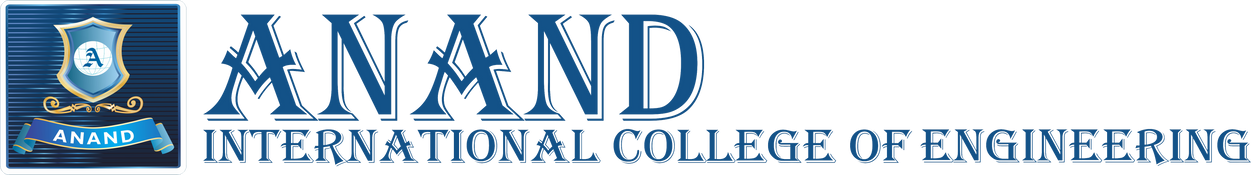 A
ANAND
ANAND
INTERNATIONAL COLLEGE OF ENGINEERING